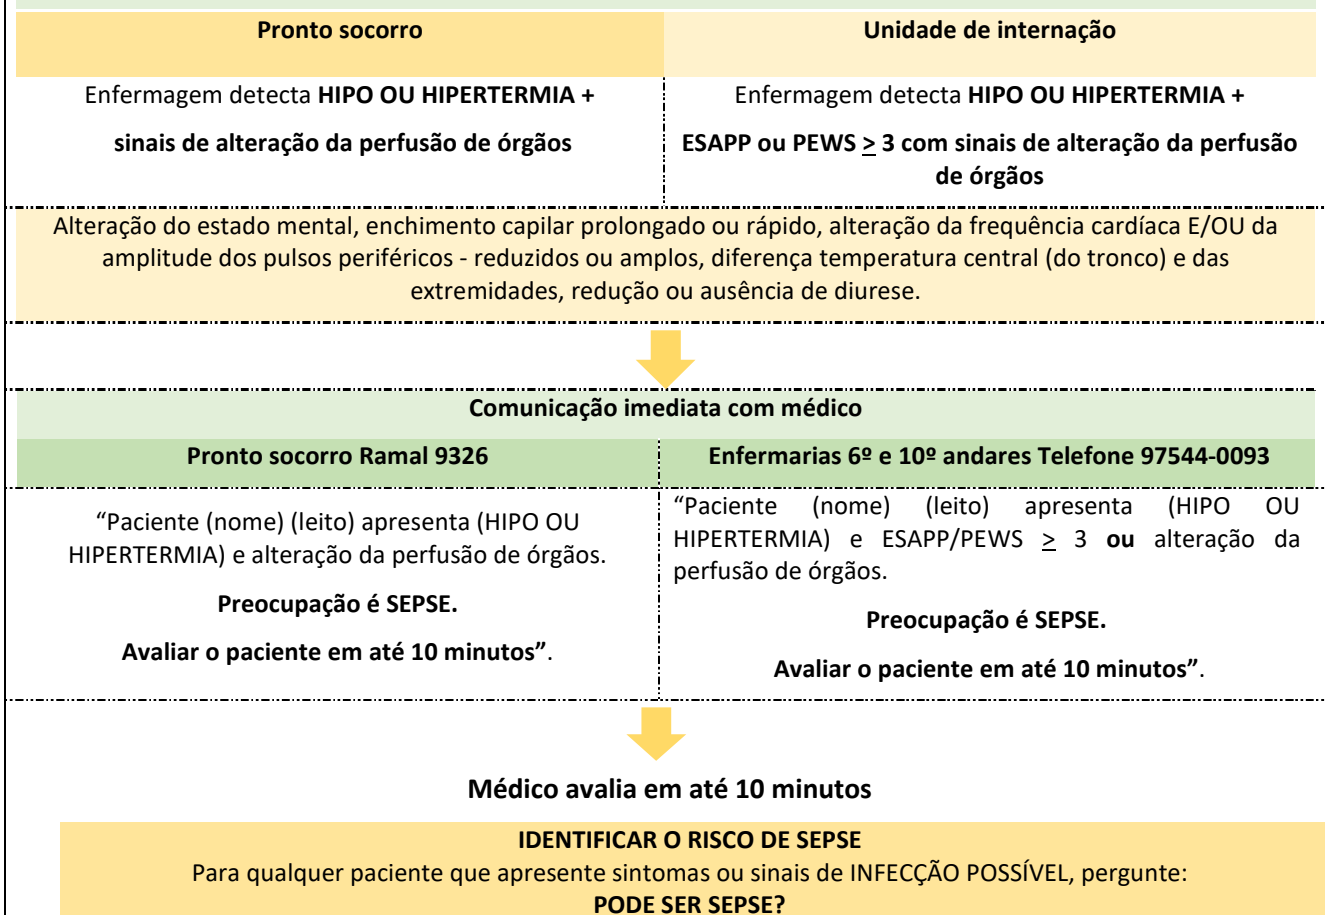 Pronto socorro
Unidade de internação
Enfermagem detecta HIPO OU HIPERTERMIA +
sinais de alteração da perfusão de órgãos
Enfermagem detecta HIPO OU HIPERTERMIA +
ESAPP ou PEWS ≥ 3 com sinais de alteração da perfusão
de órgãos
Alteração do estado mental, enchimento capilar prolongado ou rápido, alteração da frequência cardíaca E/OU da
amplitude dos pulsos periféricos - reduzidos ou amplos, diferença temperatura central (do tronco) e das
extremidades, redução ou ausência de diurese.
Comunicação imediata com médico
Pronto socorro Ramal 9326
Enfermarias 6º e 10º andares Telefone 97544-0093
“Paciente (nome) (leito) apresenta (HIPO OU
HIPERTERMIA) e alteração da perfusão de órgãos.
Preocupação é SEPSE.
Avaliar o paciente em até 10 minutos”.
“Paciente (nome) (leito) apresenta (HIPO OU
HIPERTERMIA) e ESAPP/PEWS ≥ 3 ou alteração da
perfusão de órgãos.
Preocupação é SEPSE.
Avaliar o paciente em até 10 minutos”.
Médico avalia em até 10 minutos
IDENTIFICAR O RISCO DE SEPSE
Para qualquer paciente que apresente sintomas ou sinais de INFECÇÃO POSSÍVEL, pergunte:
PODE SER SEPSE?